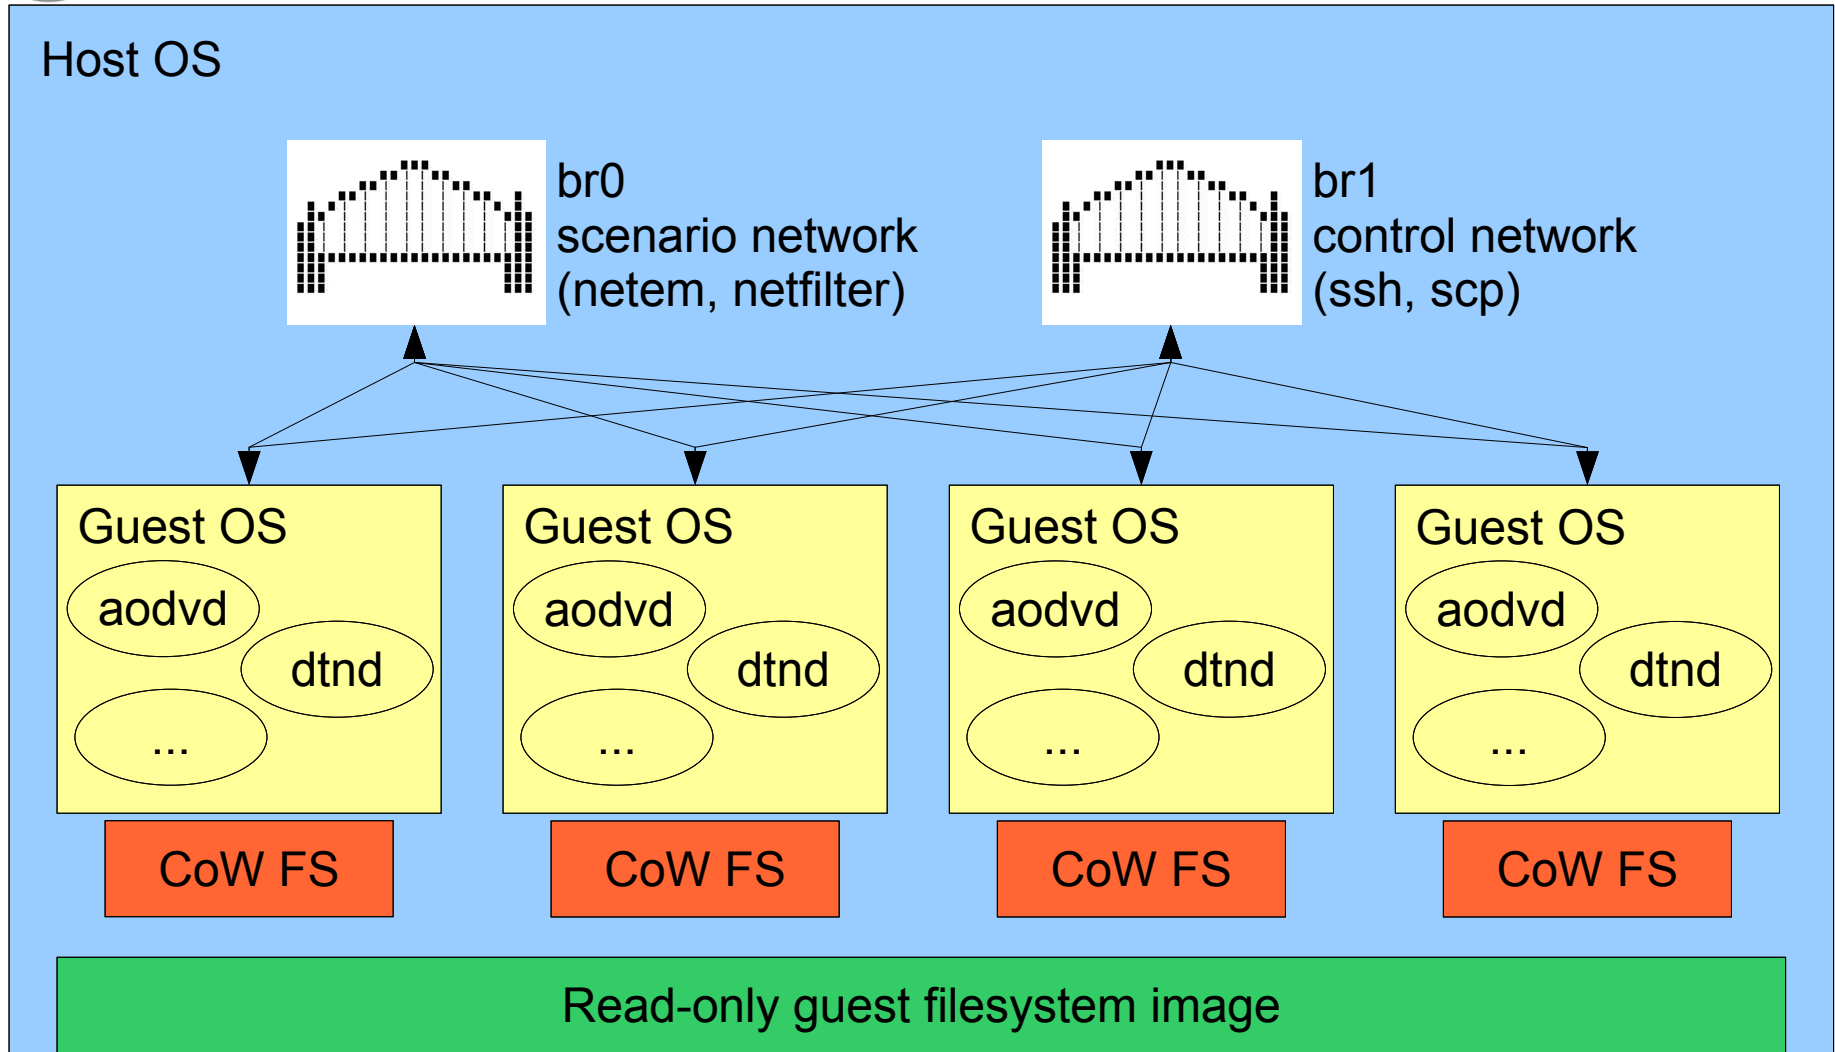 Host OS
br0
scenario network
(netem, netfilter)
br1
control network
(ssh, scp)
Guest OS
aodvd
dtnd
...
Guest OS
aodvd
dtnd
...
Guest OS
aodvd
dtnd
...
Guest OS
aodvd
dtnd
...
CoW FS
CoW FS
CoW FS
CoW FS
Read-only guest filesystem image